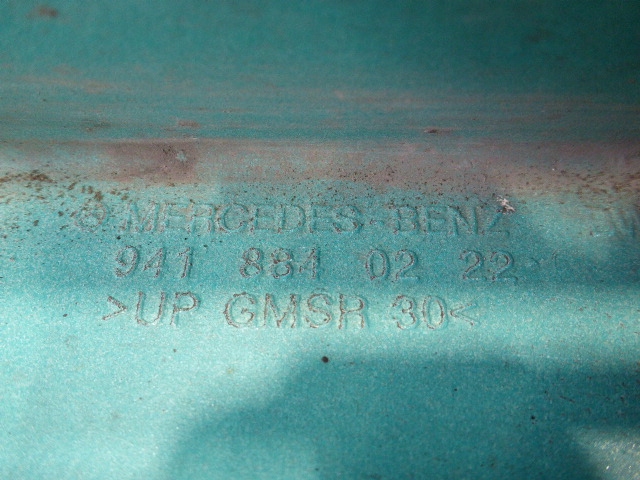 MERCEDES-BENZ
941 884 02 22
>UP GMSR 30<